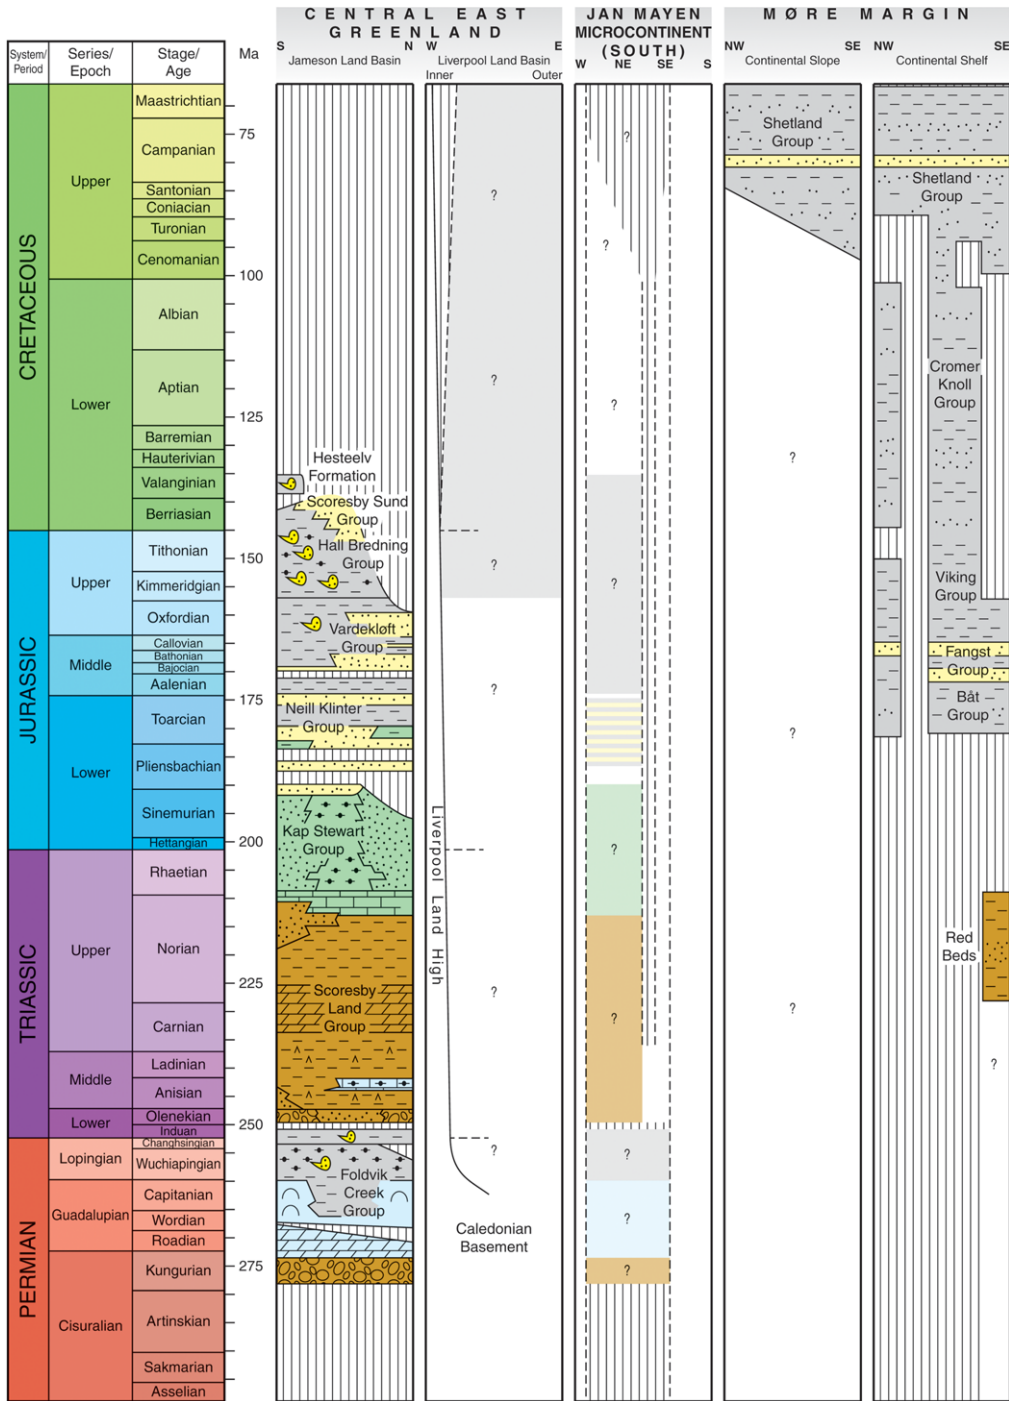 CENTRAL EAST
GREENLAND
JAN MAYEN
MICROCONTINENT
(SOUTH)
MØRE MARGIN
S N
Jameson Land Basin
W E
Liverpool Land Basin
Inner Outer
W NE SE S
NW SE
Continental Slope
NW SE
Continental Shelf
System/
Period
Series/
Epoch
Stage/
Age
Ma
CRETACEOUS
Upper
Maastrichtian
Campanian
Santonian
Coniacian
Turonian
Cenomanian
Lower
Albian
Aptian
Barremian
Hauterivian
Valanginian
Berriasian
JURASSIC
Upper
Tithonian
Kimmeridgian
Oxfordian
Middle
Callovian
Bathonian
Bajocian
Aalenian
Lower
Toarcian
Pliensbachian
Sinemurian
Hettangian
TRIASSIC
Upper
Rhaetian
Norian
Carnian
Middle
Ladinian
Anisian
Lower
Olenekian
Induan
PERMIAN
Lopingian
Changhsingian
Wuchiapingian
Guadalupian
Capitanian
Wordian
Roadian
Cisuralian
Kungurian
Artinskian
Sakmarian
Asselian
75
100
125
150
175
200
225
250
275
Hesteelv
Formation
Scoresby Sund
Group
Hall Bredning
Group
Vardekløft
Group
Neill Klinter
Group
Kap Stewart
Group
Scoresby
Land
Group
Foldvik
Creek
Group
Liverpool Land High
?
?
?
?
?
?
Caledonian
Basement
?
?
?
?
?
?
?
?
?
Shetland
Group
?
?
?
Shetland
Group
Cromer
Knoll
Group
Viking
Group
Fangst
Group
Båt
Group
Red
Beds
?